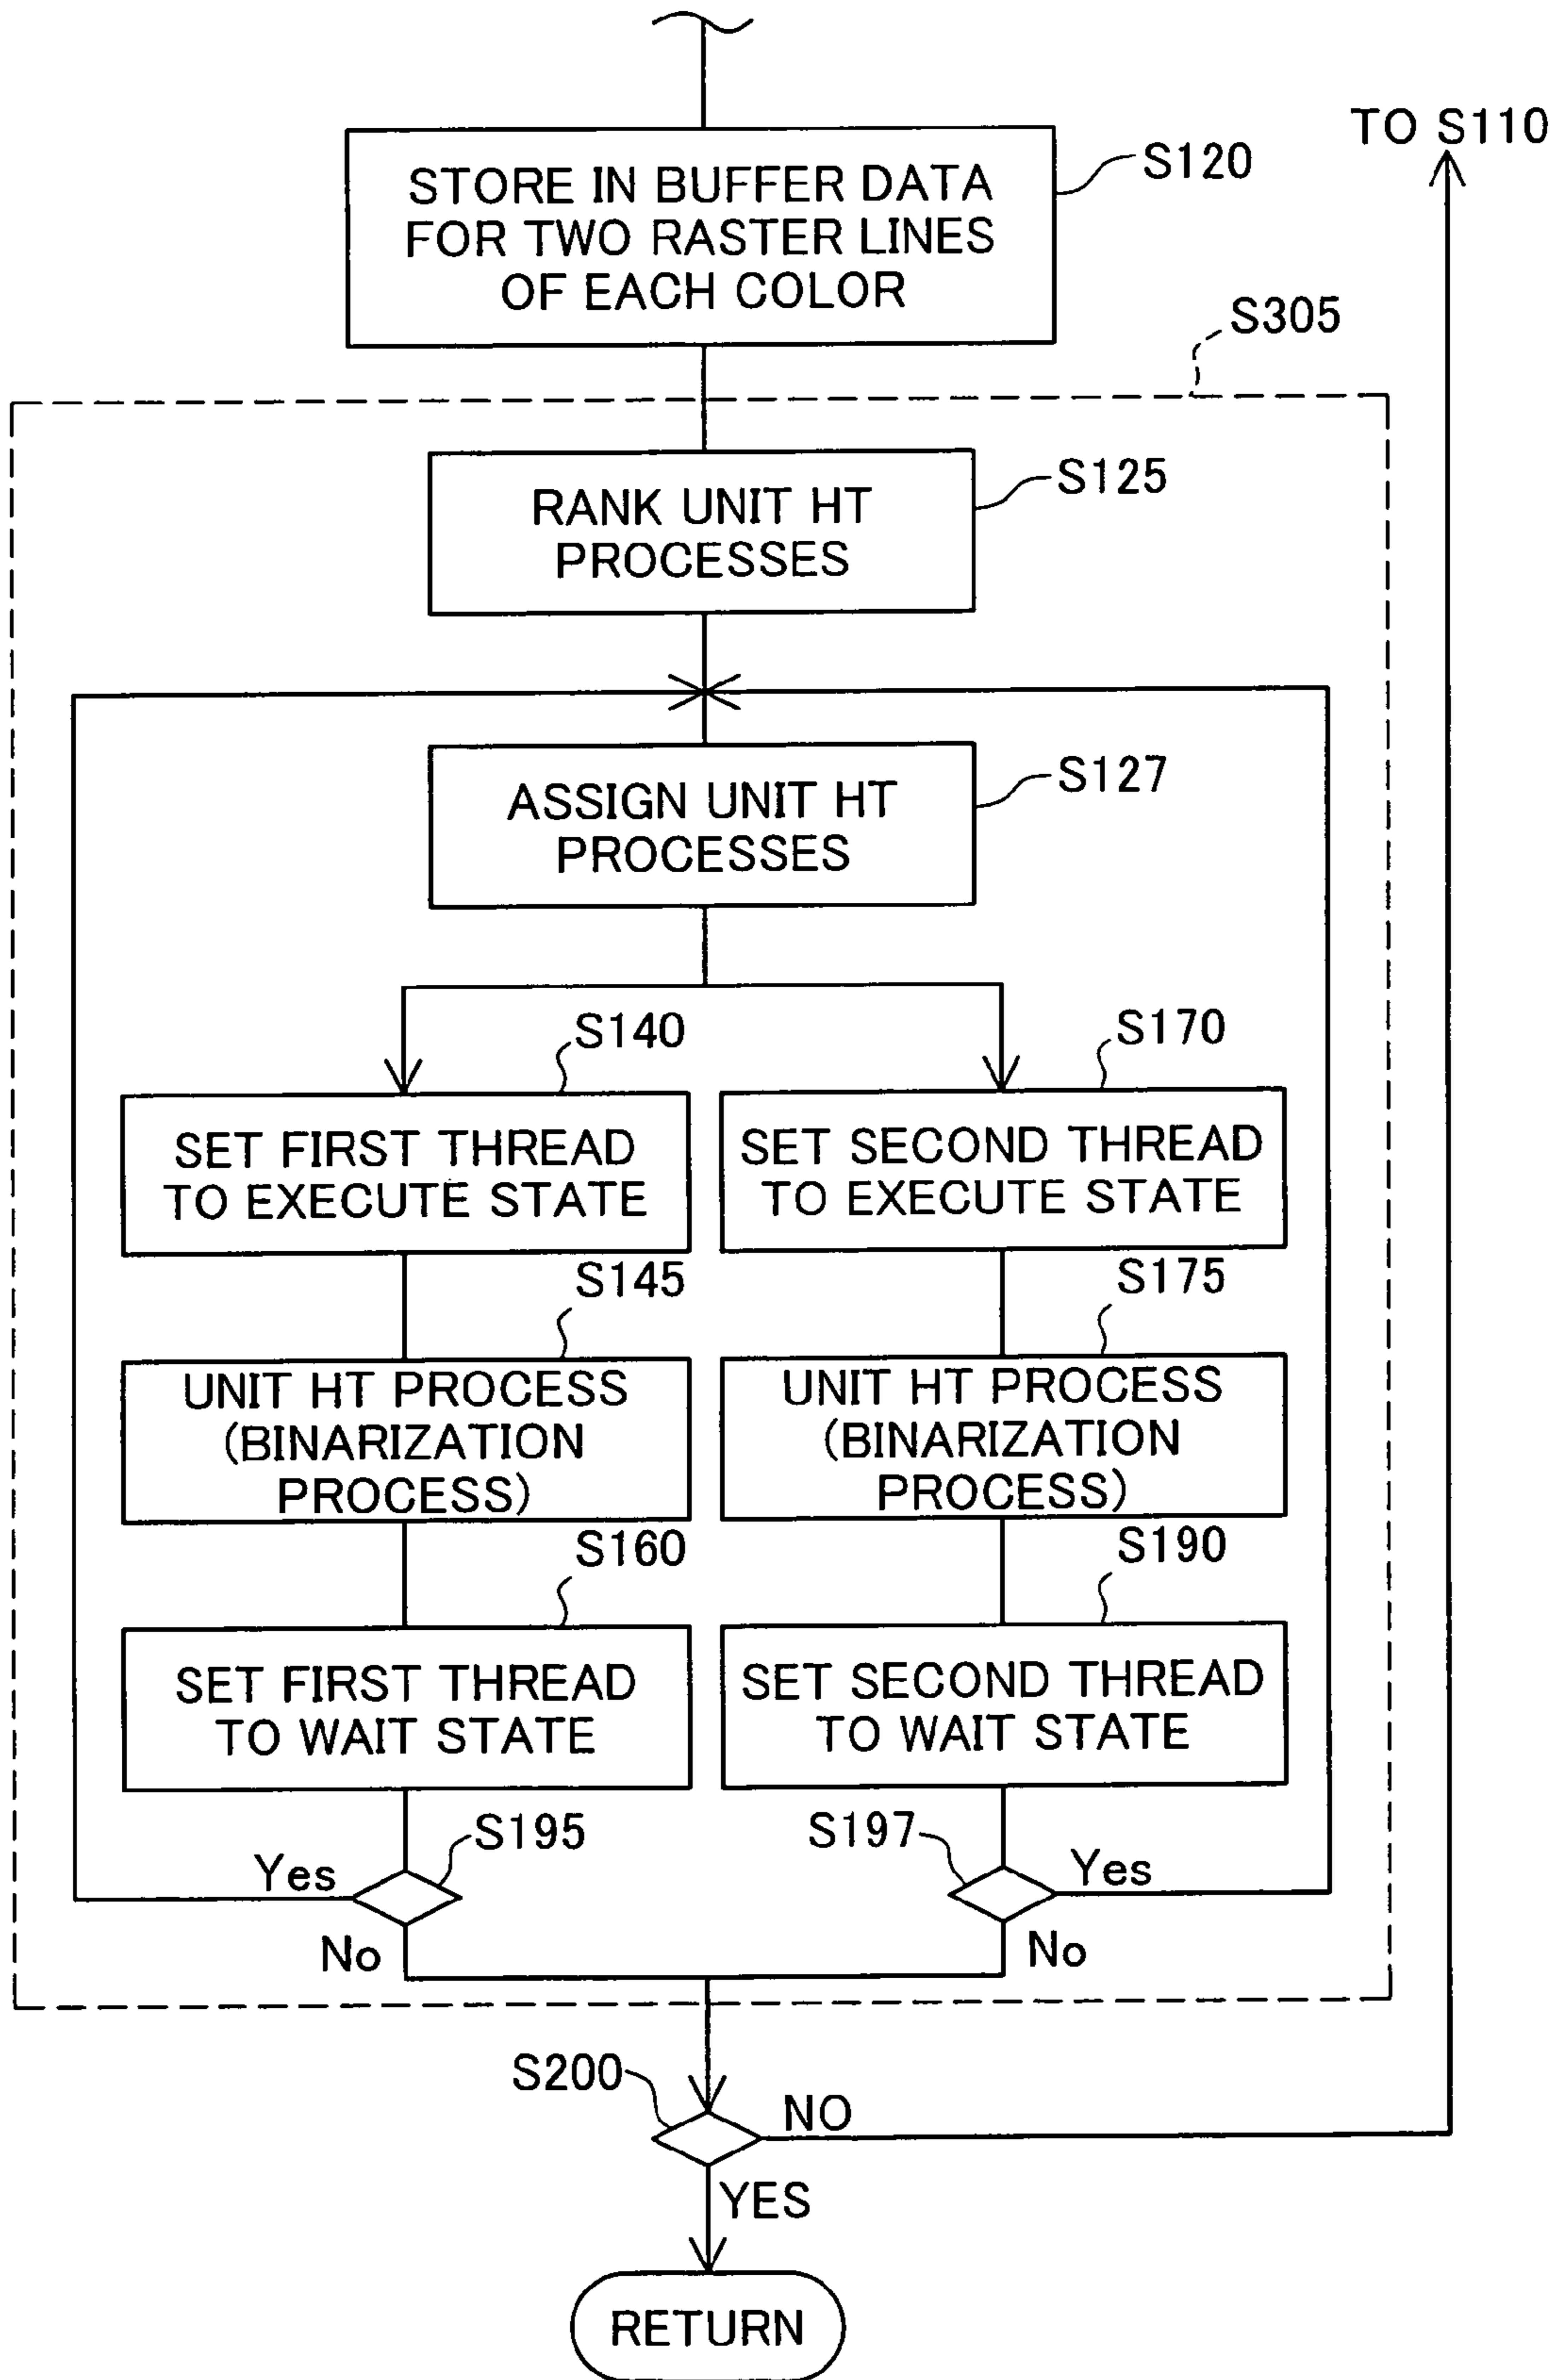 TO S110
S120
STORE IN BUFFER DATA
FOR TWO RASTER LINES
OF EACH COLOR
S305
S125
RANK UNIT HT
PROCESSES
S127
ASSIGN UNIT HT
PROCESSES
S140
S170
SET FIRST THREAD
TO EXECUTE STATE
SET SECOND THREAD
TO EXECUTE STATE
S145
S175
UNIT HT PROCESS
(BINARIZATION
PROCESS)
UNIT HT PROCESS
(BINARIZATION
PROCESS)
S160
S190
SET FIRST THREAD
TO WAIT STATE
SET SECOND THREAD
TO WAIT STATE
S195
S197
Yes
Yes
No
No
S200
NO
YES
RETURN